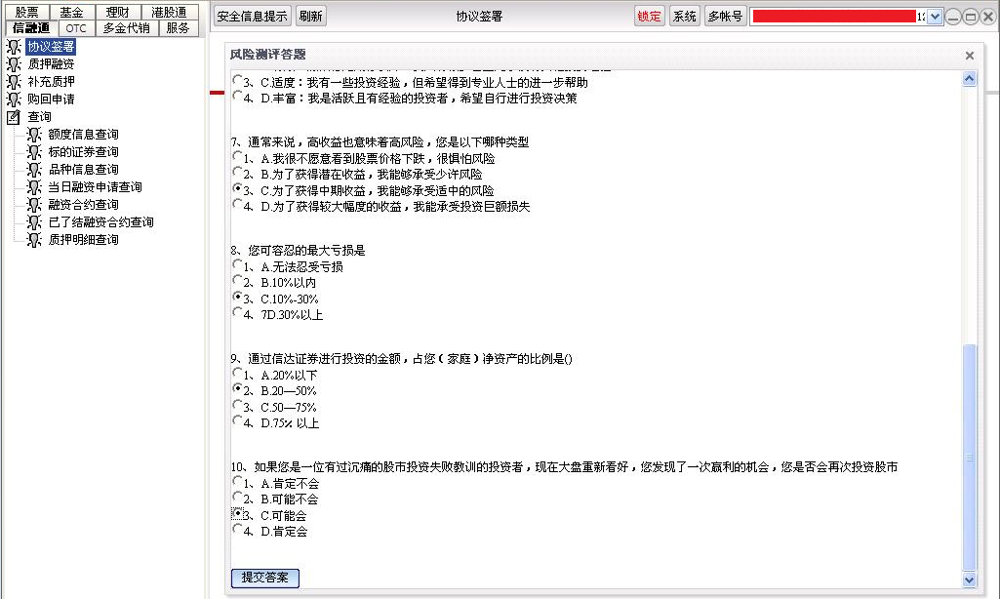 股票 基金 理财 港股通
信融通 OTC 多金代销 服务
安全信息提示 刷新 协议签署 锁定 系统 多帐号 12
协议签署
质押融资
补充质押
购回申请
查询
额度信息查询
标的证券查询
品种信息查询
当日融资申请查询
融资合约查询
已了结融资合约查询
质押明细查询
风险测评答题
3、C.适度：我有一些投资经验，但希望得到专业人士的进一步帮助
4、D.丰富：我是活跃且有经验的投资者，希望自行进行投资决策
7、通常来说，高收益也意味着高风险，您是以下哪种类型
1、A.我很不愿意看到股票价格下跌，很惧怕风险
2、B.为了获得潜在收益，我能够承受少许风险
3、C.为了获得中期收益，我能够承受适中的风险
4、D.为了获得较大幅度的收益，我能承受投资巨额损失
8、您可容忍的最大亏损是
1、A.无法忍受亏损
2、B.10%以内
3、C.10%-30%
4、7D.30%以上
9、通过信达证券进行投资的金额，占您（家庭）净资产的比例是()
1、A.20%以下
2、B.20—50%
3、C.50—75%
4、D.75% 以上
10、如果您是一位有过沉痛的股市投资失败教训的投资者，现在大盘重新看好，您发现了一次赢利的机会，您是否会再次投资股市
1、A.肯定不会
2、B.可能不会
3、C.可能会
4、D.肯定会
提交答案